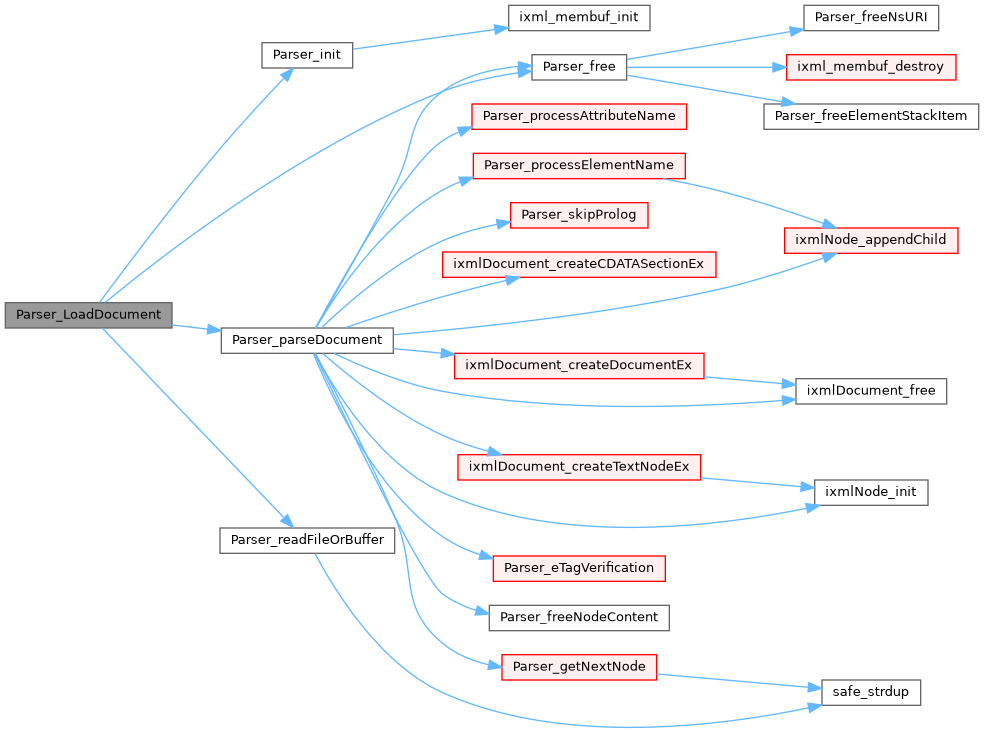 Parser_LoadDocument
Parser_init
ixml_membuf_init
Parser_free
Parser_freeNsURI
ixml_membuf_destroy
Parser_freeElementStackItem
Parser_processAttributeName
Parser_processElementName
Parser_skipProlog
ixmlNode_appendChild
ixmlDocument_createCDATASectionEx
Parser_parseDocument
ixmlDocument_createDocumentEx
ixmlDocument_free
ixmlDocument_createTextNodeEx
ixmlNode_init
Parser_readFileOrBuffer
Parser_eTagVerification
Parser_freeNodeContent
Parser_getNextNode
safe_strdup